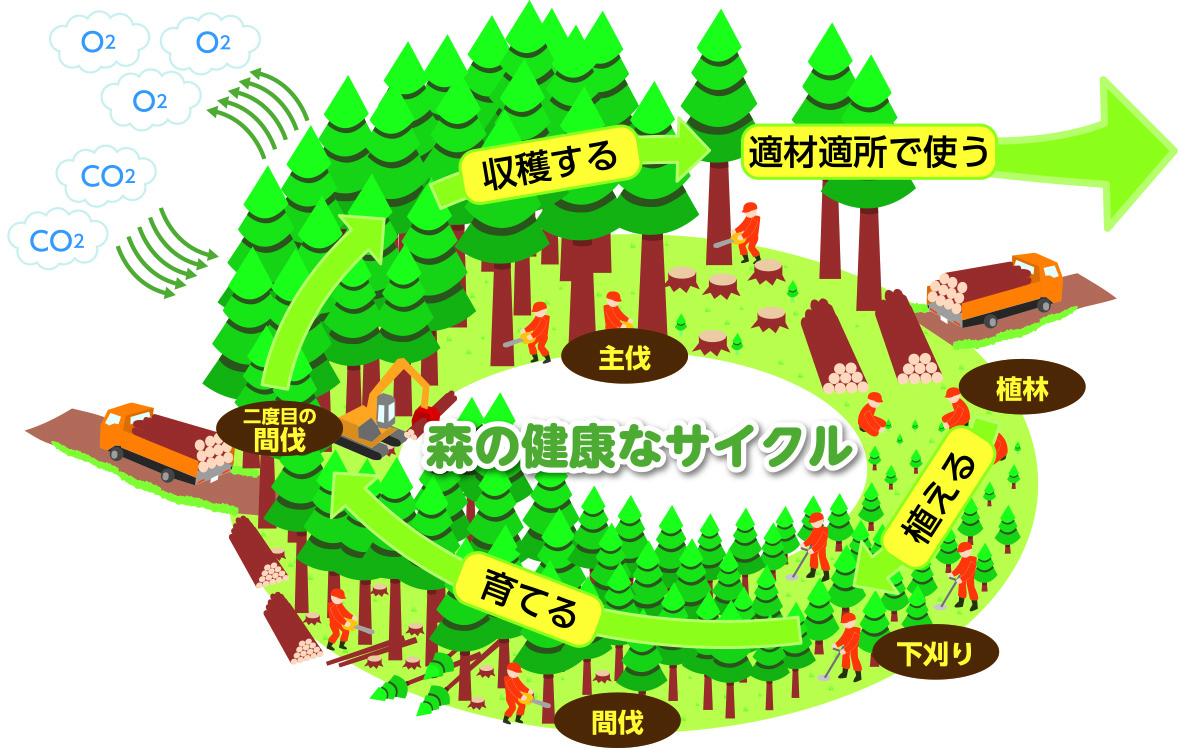 O2
O2
O2
CO2
CO2
収穫する
適材適所で使う
主伐
植林
二度目の
間伐
森の健康なサイクル
植える
育てる
下刈り
間伐